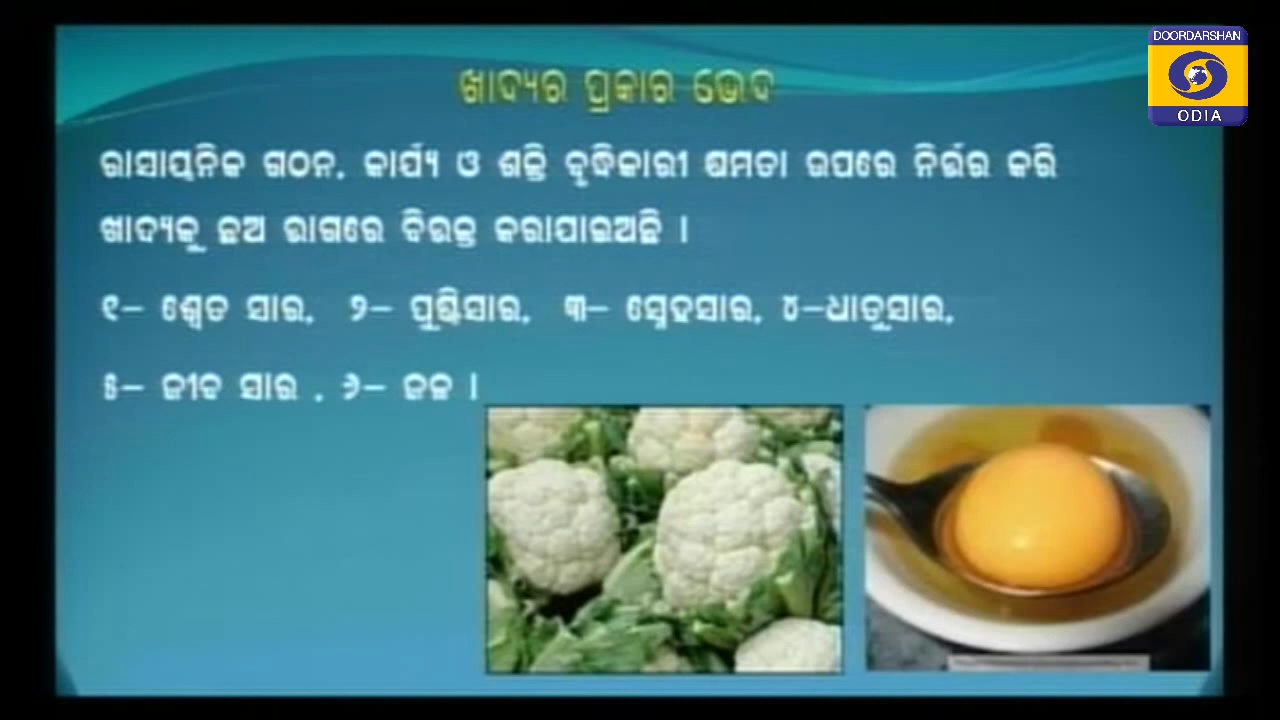 DOORDARSHAN
ODIA
ଖାଦ୍ୟର ପ୍ରକାର ଭେଦ
ରାସାୟନିକ ଗଠନ, କାର୍ଯ୍ୟ ଓ ଶକ୍ତି ବୃଦ୍ଧିକାରୀ କ୍ଷମତା ଉପରେ ନିର୍ଭର କରି
ଖାଦ୍ୟକୁ ଛଅ ଭାଗରେ ବିଭକ୍ତ କରାଯାଇଅଛି ।
୧– ଶ୍ୱେତ ସାର, ୨– ପୁଷ୍ଟିସାର, ୩– ସ୍ନେହସାର, ୪–ଧାତୁସାର,
୫– ଜୀବ ସାର , ୬– ଜଳ ।